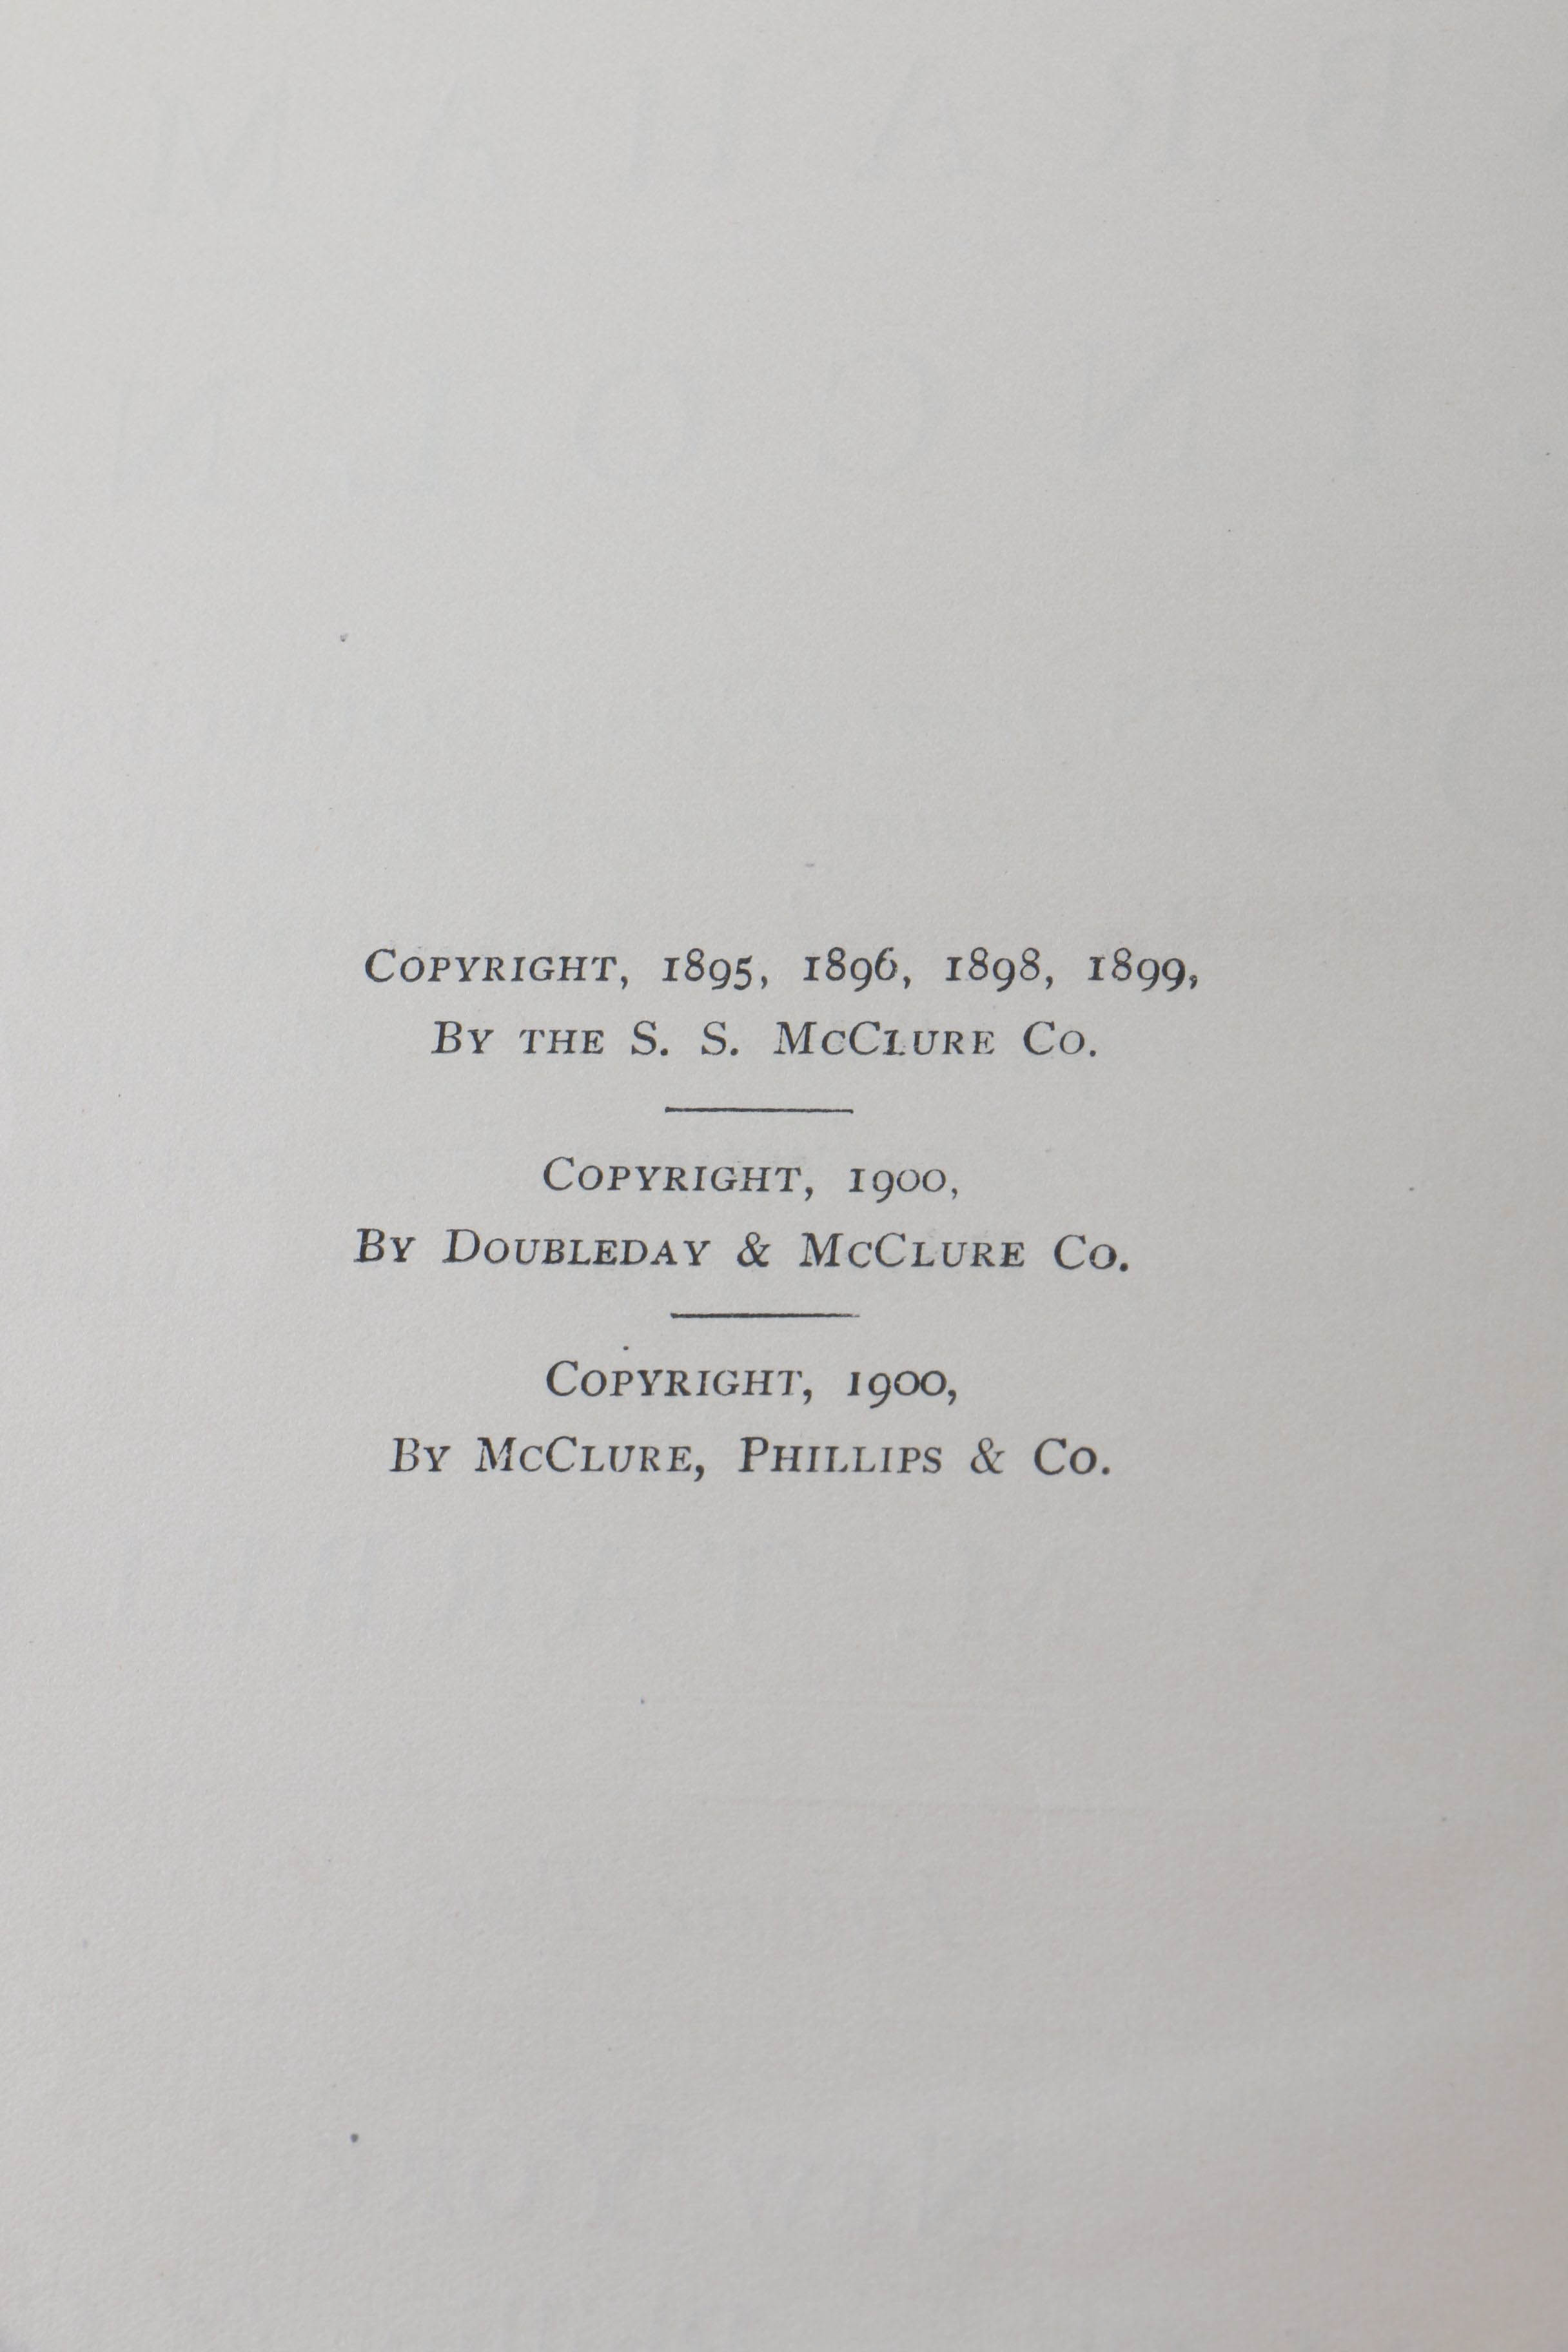 COPYRIGHT, 1895, 1896, 1898, 1899,
BY THE S. S. MCCLURE CO.
COPYRIGHT, 1900,
BY DOUBLEDAY & MCCLURE CO.
COPYRIGHT, 1900,
BY MCCLURE, PHILLIPS & CO.